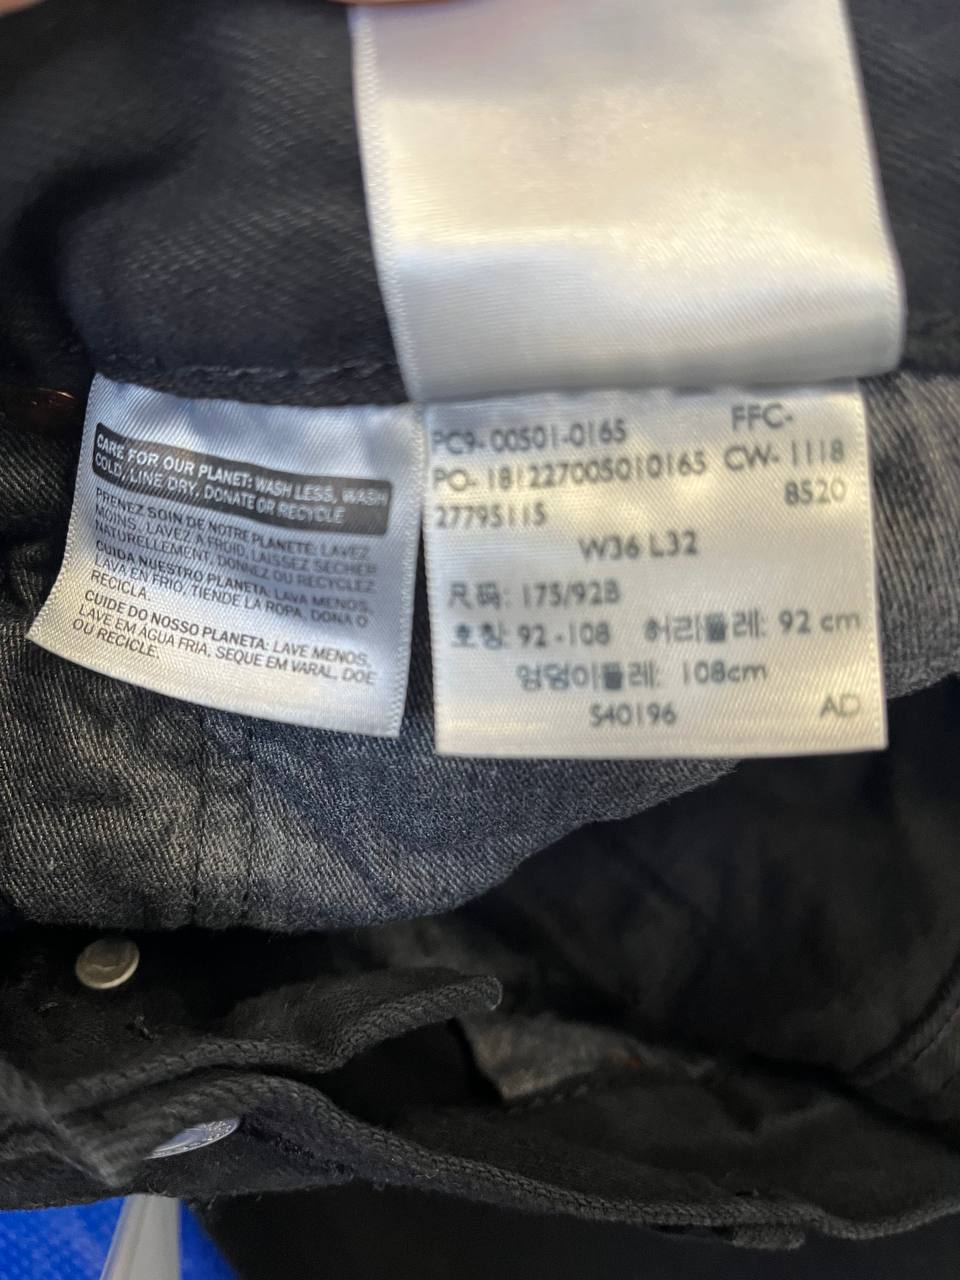 CARE FOR OUR PLANET: WASH LESS, WASH
COLD, LINE DRY, DONATE OR RECYCLE
PRENEZ SOIN DE NOTRE PLANETE: LAVEZ
MOINS, LAVEZ A FROID, LAISSEZ SECHER
NATURELLEMENT, DONNEZ OU RECYCLEZ
CUIDA NUESTRO PLANETA. LAVA MENOS,
LAVA EN FRIO, TIENDE LA ROPA, DONA O
RECICLA.
CUIDE DO NOSSO PLANETA: LAVE MENOS,
LAVE EM ÁGUA FRIA, SEQUE EM VARAL, DOE
OU RECICLE.
PC9-00501-0165 FFC-
PO-181227005010165 CW-1118
27795115 8520
W36 L32
尺码: 175/92B
호칭: 92-108 허리둘레: 92 cm
엉덩이둘레: 108cm
540196 AD